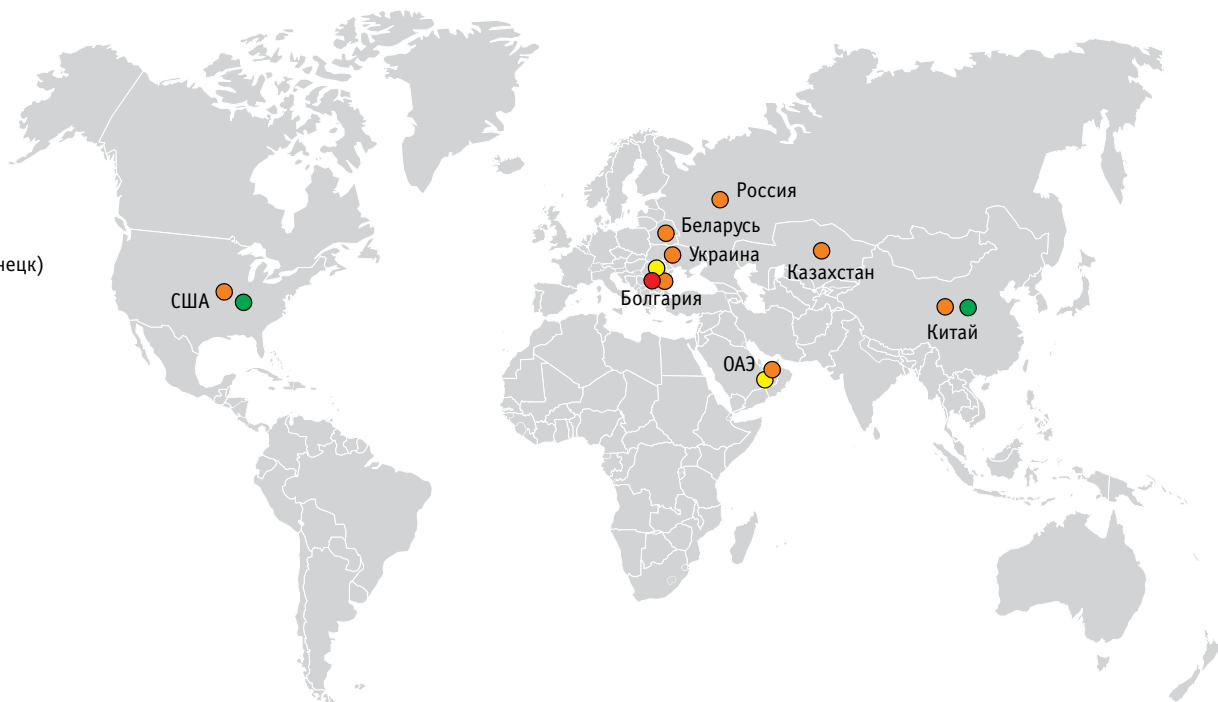 Россия
Беларусь
Украина
нецк)
Казахстан
США
Болгария
Китай
ОАЭ